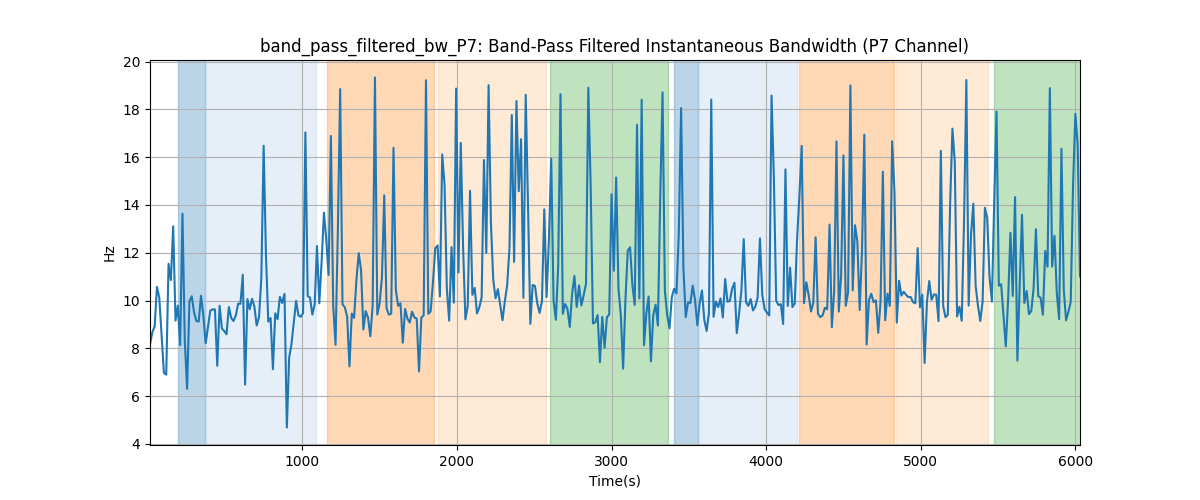 band_pass_filtered_bw_P7: Band-Pass Filtered Instantaneous Bandwidth (P7 Channel)
20
18
16
14
12
10
8
6
4
Hz
1000 2000 3000 4000 5000 6000
Time(s)